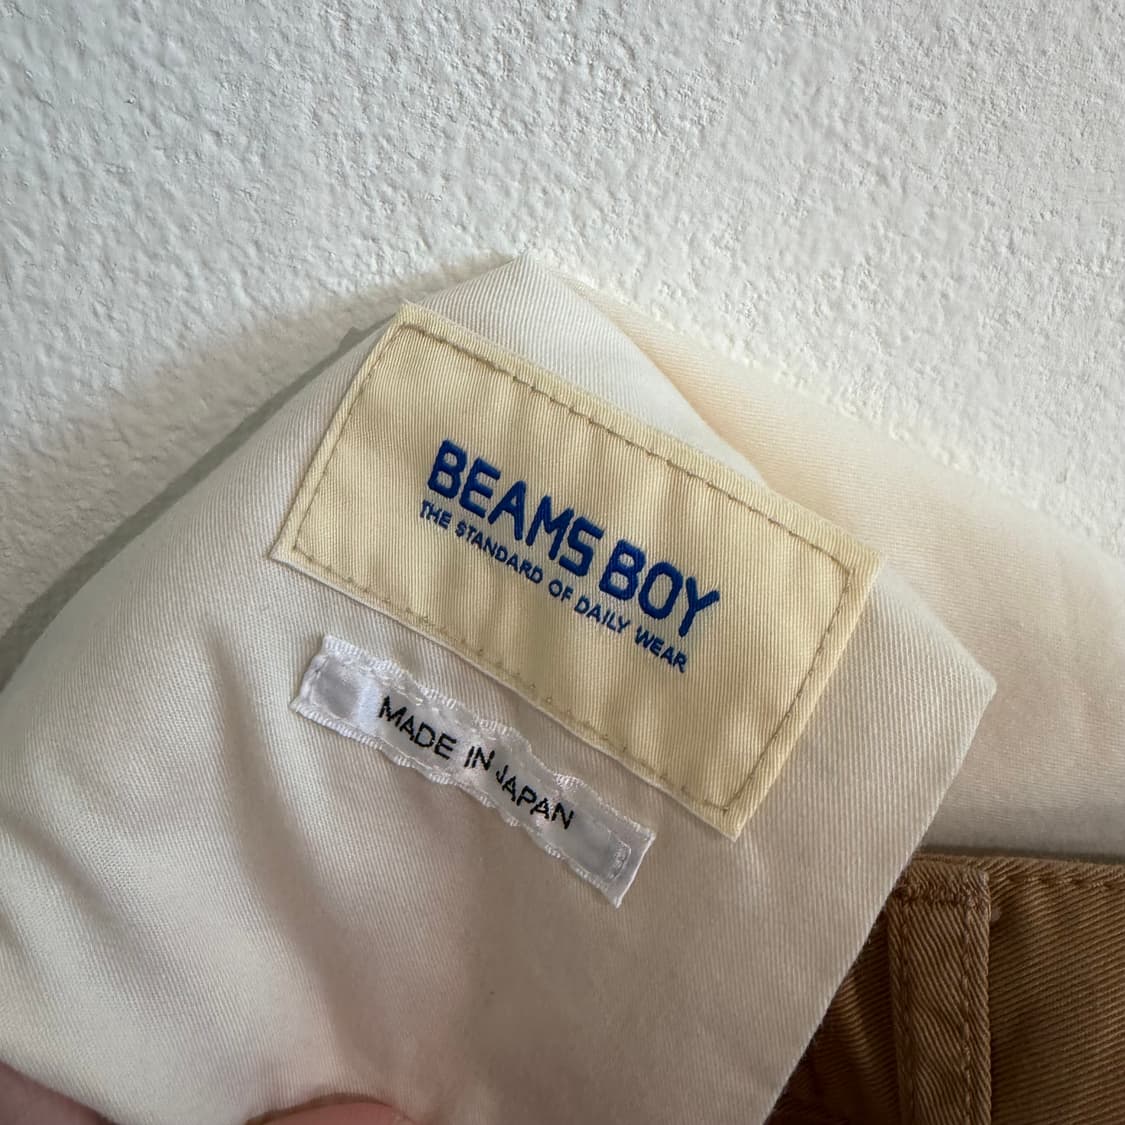 BEAMS BOY
THE STANDARD OF DAILY WEAR
MADE IN JAPAN